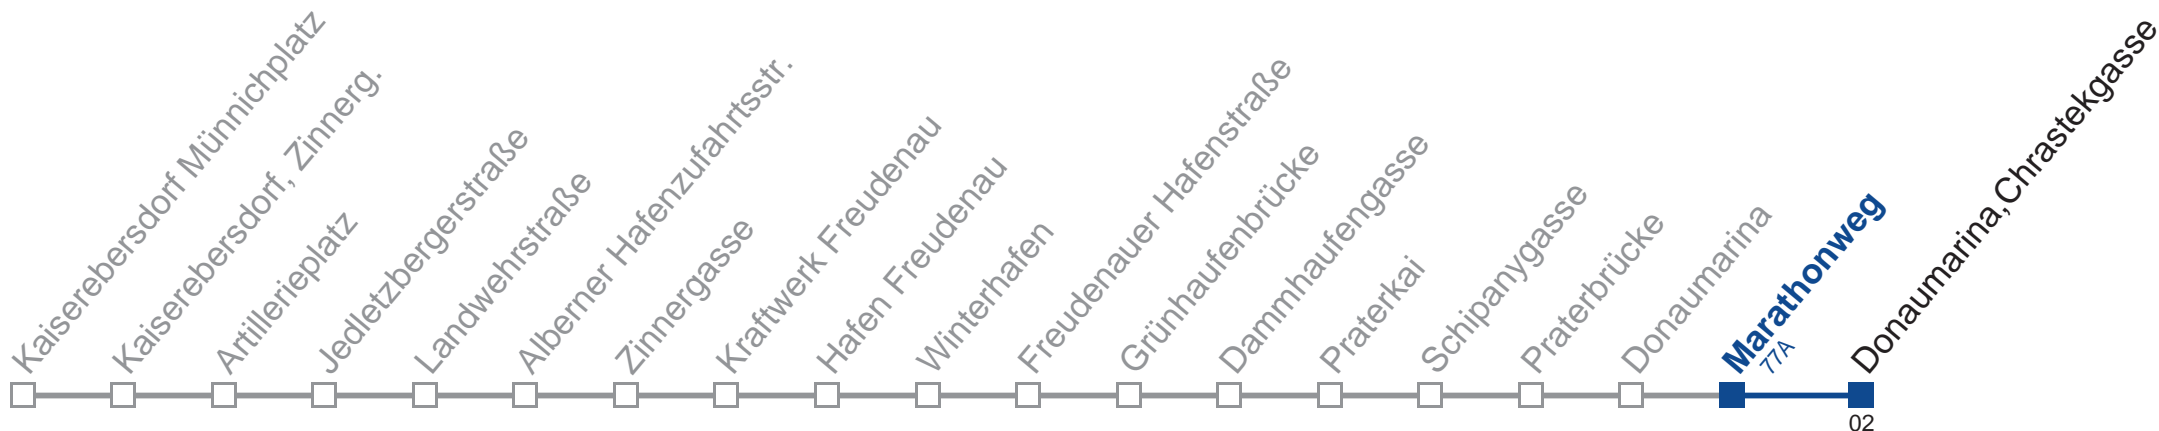 Kaiserebersdorf Münnichplatz
Kaiserebersdorf, Zinnerg.
Artillerieplatz
Jedletzbergerstraße
Landwehrstraße
Alberner Hafenzufahrtsstr.
Zinnergasse
Kraftwerk Freudenau
Hafen Freudenau
Winterhafen
Freudenauer Hafenstraße
Grünhaufenbrücke
Dammhaufengasse
Praterkai
Schipanygasse
Praterbrücke
Donaumarina
Marathonweg
77A
Donaumarina,Chrastekgasse
02